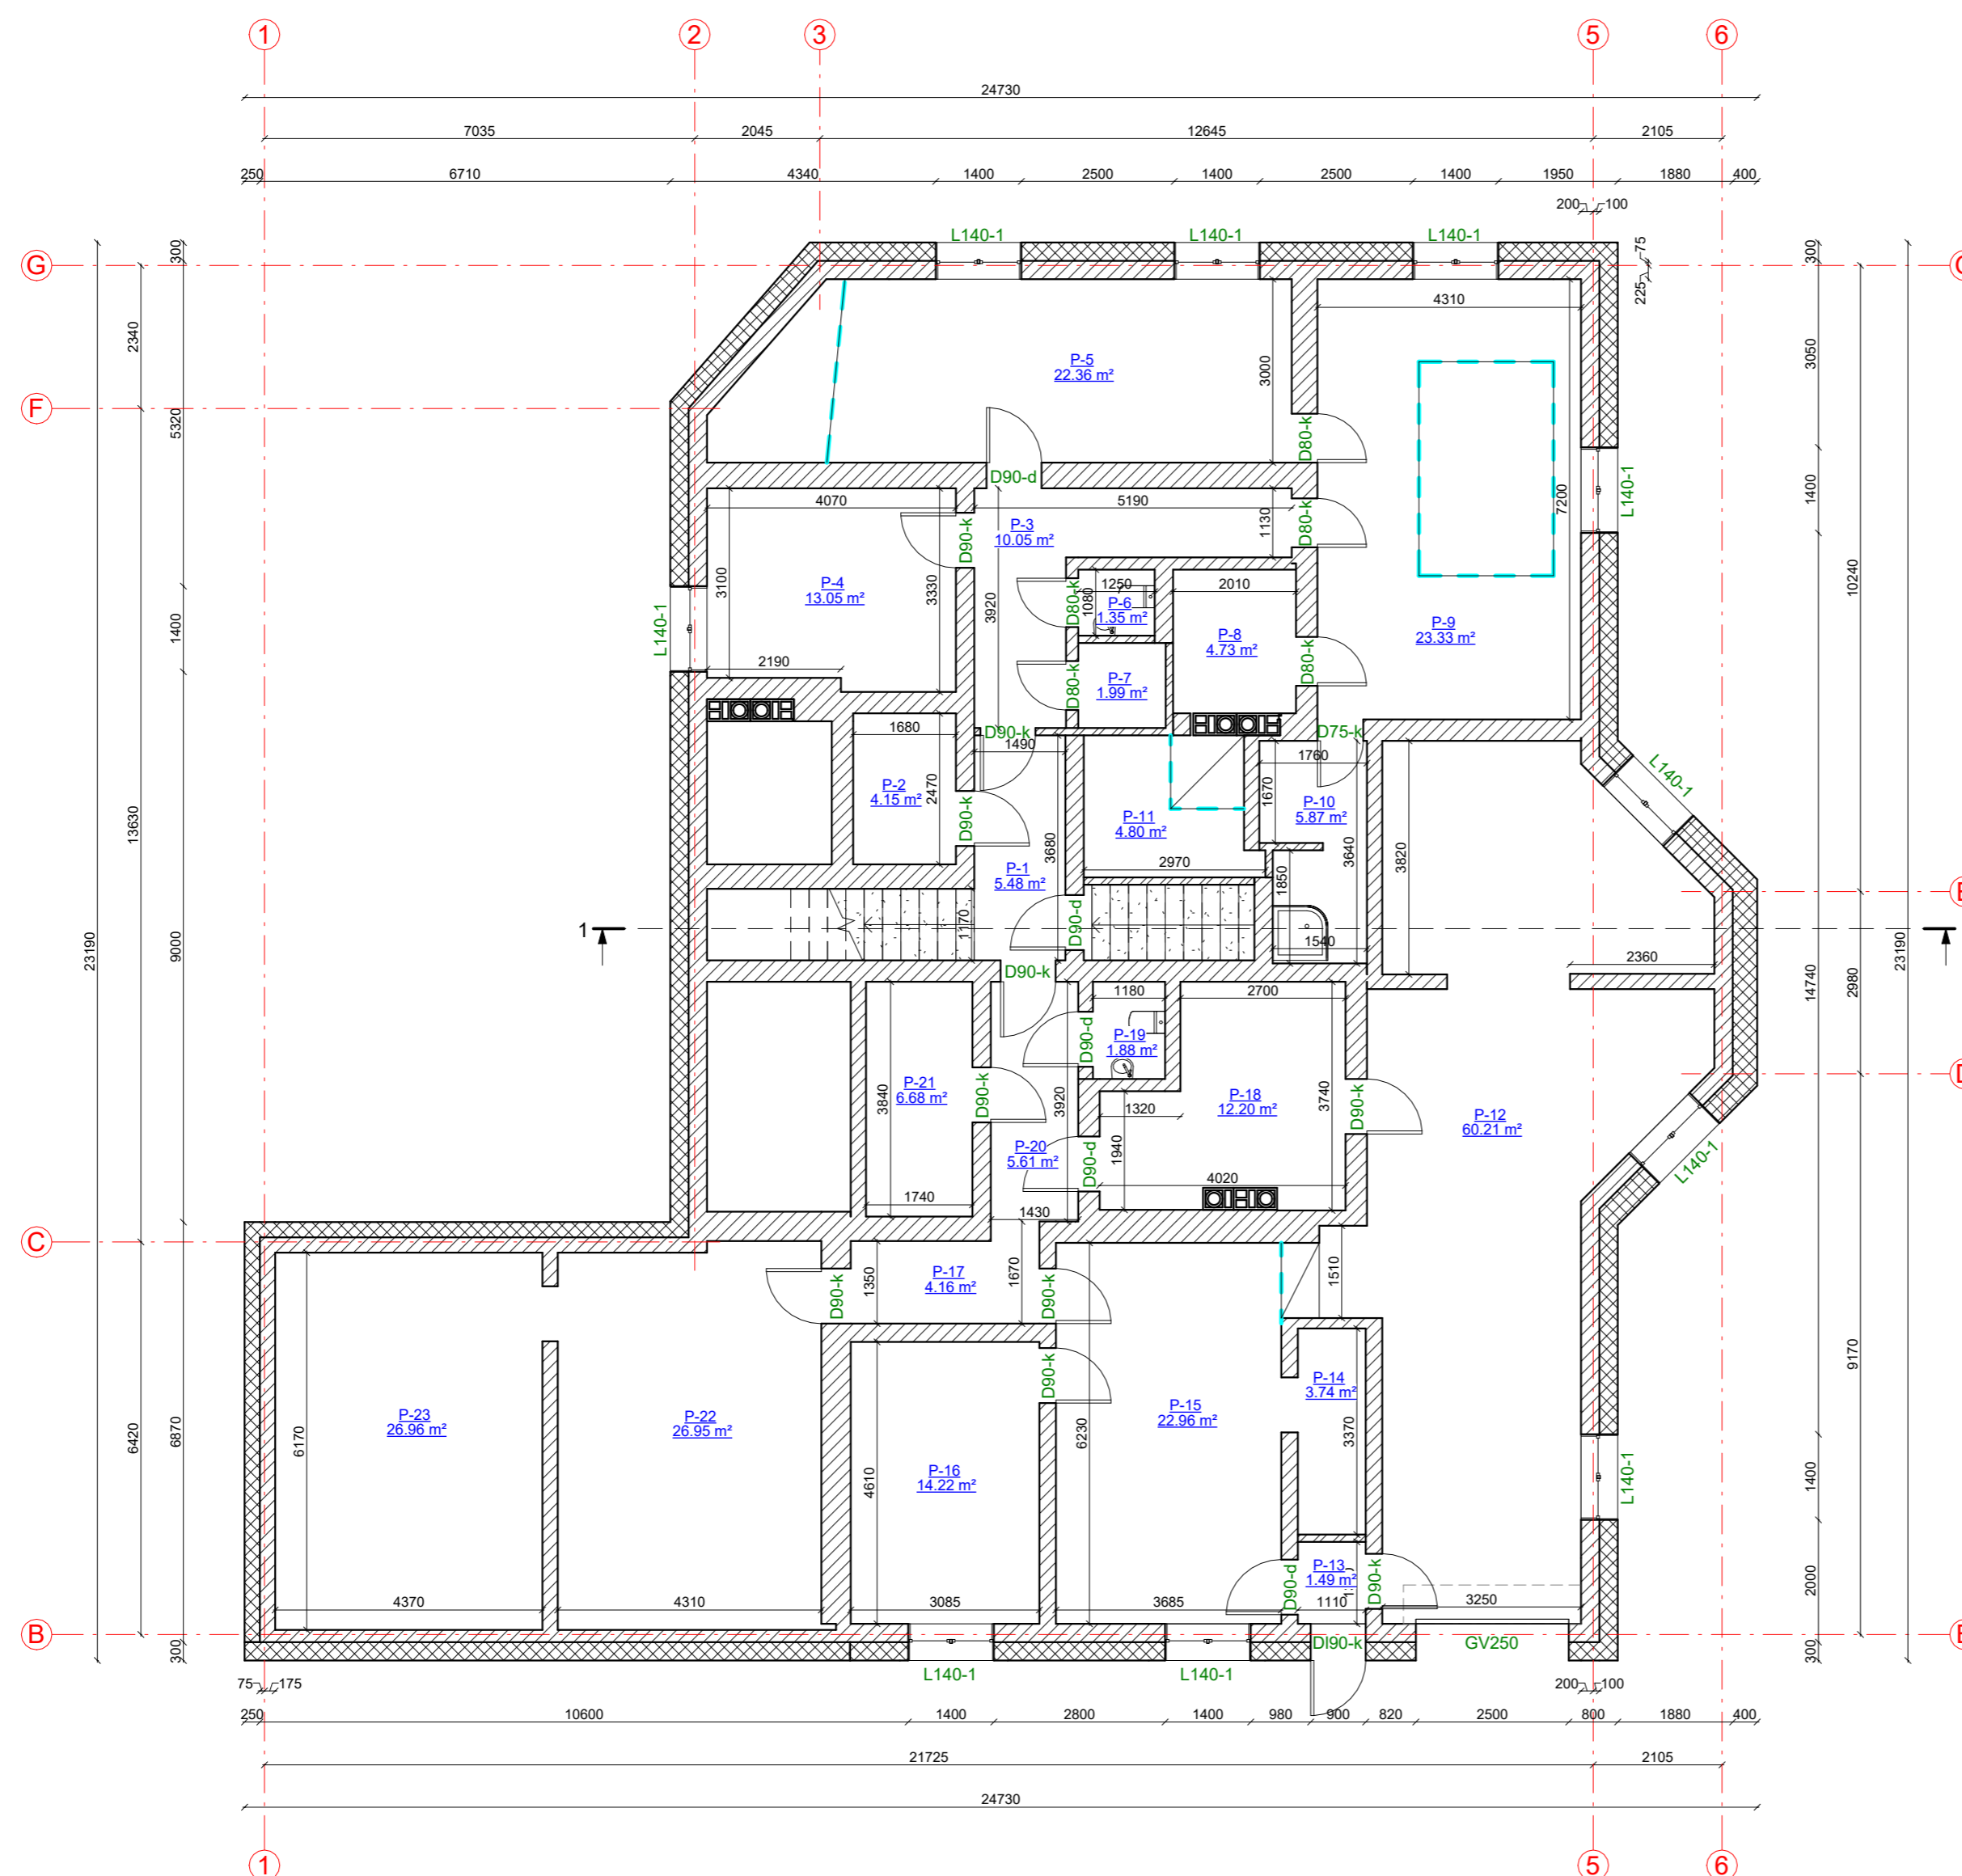 1 2 3 5 6
24730
7035 2045 12645 2105
250 6710 4340 1400 2500 1400 2500 1400 1950 1880 400
200 100
L140-1 L140-1 L140-1
G
300 300 75
225
4310
2340
3050
P-5
22.36 m²
3000
F
5320
D80-k
D90-d
7200
L140-1
1400
4070 5190
D80-k
1130
P-3
10.05 m²
D90-k
10240
3100 3330
P-4
13.05 m²
3920
1250 2010
1080
D80-k
P-6
1.35 m²
P-8
4.73 m²
P-9
23.33 m²
1400
L140-1
D80-k
2190
D80-k
P-7
1.99 m²
D90-k
D75-k
1680 1490 1760
L140-1
P-2
4.15 m²
2470
D90-k
1670
P-10
5.87 m²
P-11
4.80 m²
13630
3680 3640 3820
P-1
5.48 m²
2970
1850
1
1170
D90-d
1540
2360
23190 9000
D90-k
14740 2980 23190
1180 2700
P-19
1.88 m²
D90-d
P-21
6.68 m²
3840
D90-k
3920
P-18
12.20 m²
3740
D90-k
1320
P-12
60.21 m²
1940
P-20
5.61 m²
D90-d
L140-1
4020
1740 1430
C
1350
P-17
4.16 m²
1670
1510
D90-k D90-k
9170
D90-k
P-14
3.74 m²
3370
P-23
26.96 m²
P-22
26.95 m²
P-15
22.96 m²
6420 6870 6170
6230
P-16
14.22 m²
4610
L140-1
1400
P-13
1.49 m²
D90-d D90-k
2000
4370 4310 3085 3685 1110 3250
B
300 300
DI90-k GV250
L140-1 L140-1
75 175
200 100
250 10600 1400 2800 1400 980 900 820 2500 800 1880 400
21725 2105
24730
1 5 6